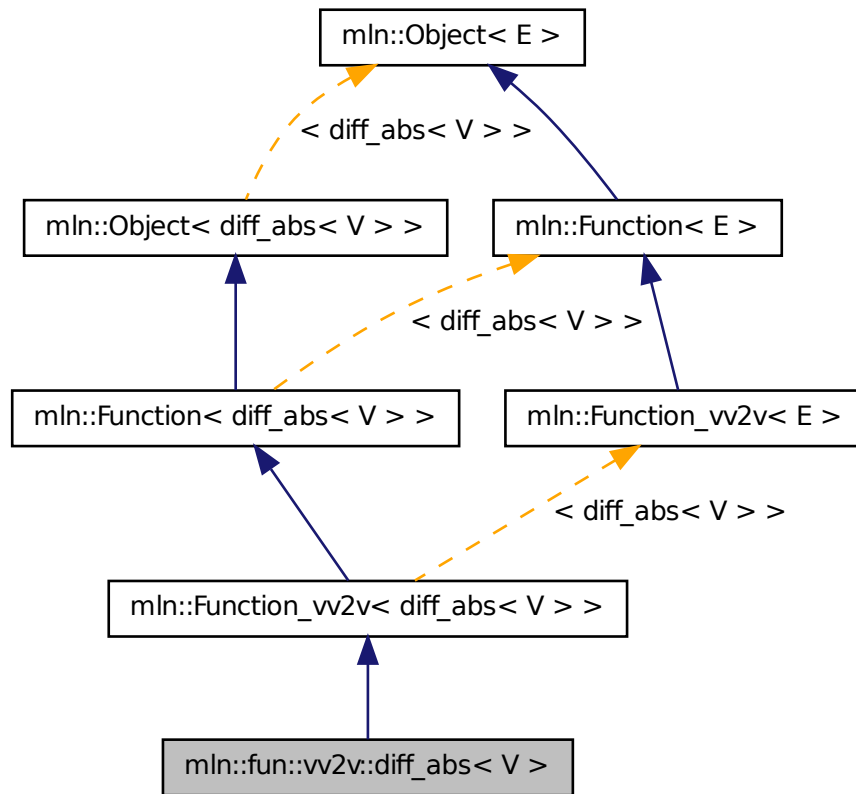 mln::Object< E >
< diff_abs< V > >
mln::Object< diff_abs< V > >
mln::Function< E >
< diff_abs< V > >
mln::Function< diff_abs< V > >
mln::Function_vv2v< E >
< diff_abs< V > >
mln::Function_vv2v< diff_abs< V > >
mln::fun::vv2v::diff_abs< V >